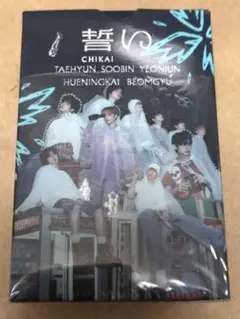 誓い
CHIKAI
TAEHYUN SOOBIN YEONJUN
HUENINGKAI BEOMGYU